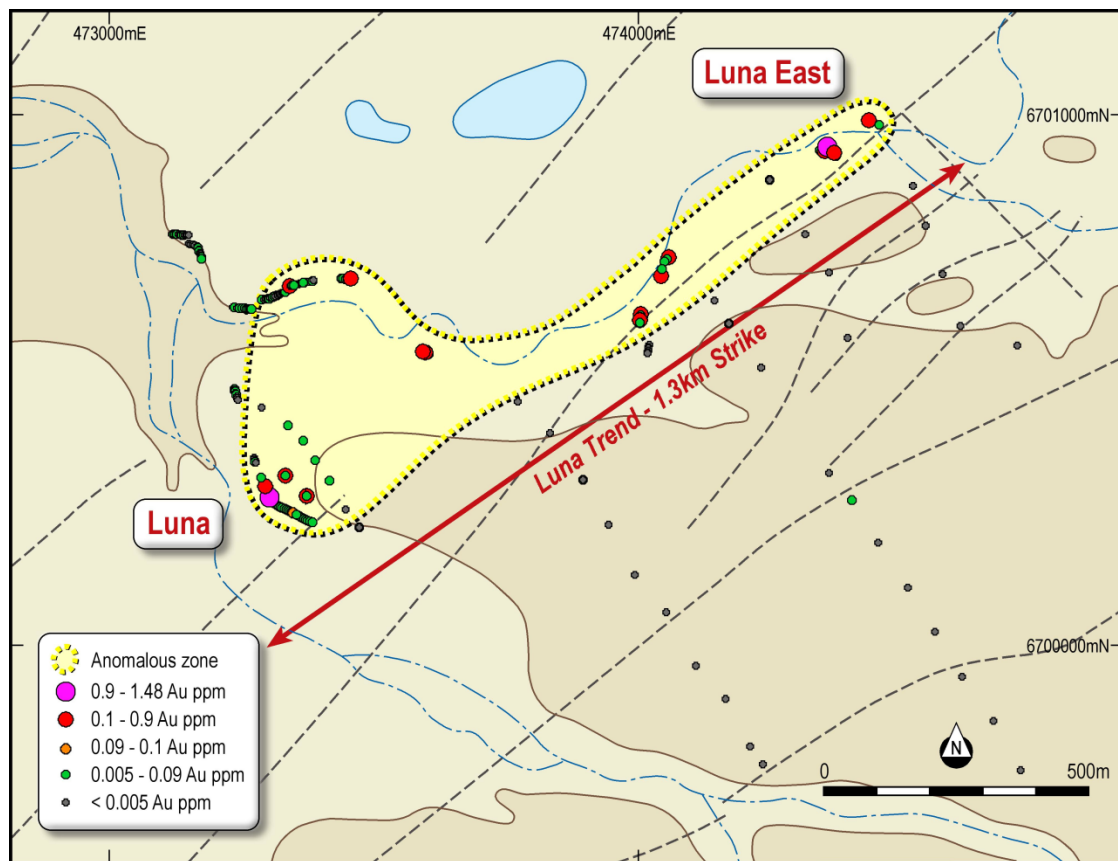 473000mE
474000mE
Luna East
6701000mN
Luna Trend - 1.3km Strike
Luna
6700000mN
Anomalous zone
0.9 - 1.48 Au ppm
0.1 - 0.9 Au ppm
0.09 - 0.1 Au ppm
0.005 - 0.09 Au ppm
< 0.005 Au ppm
N
0
500m